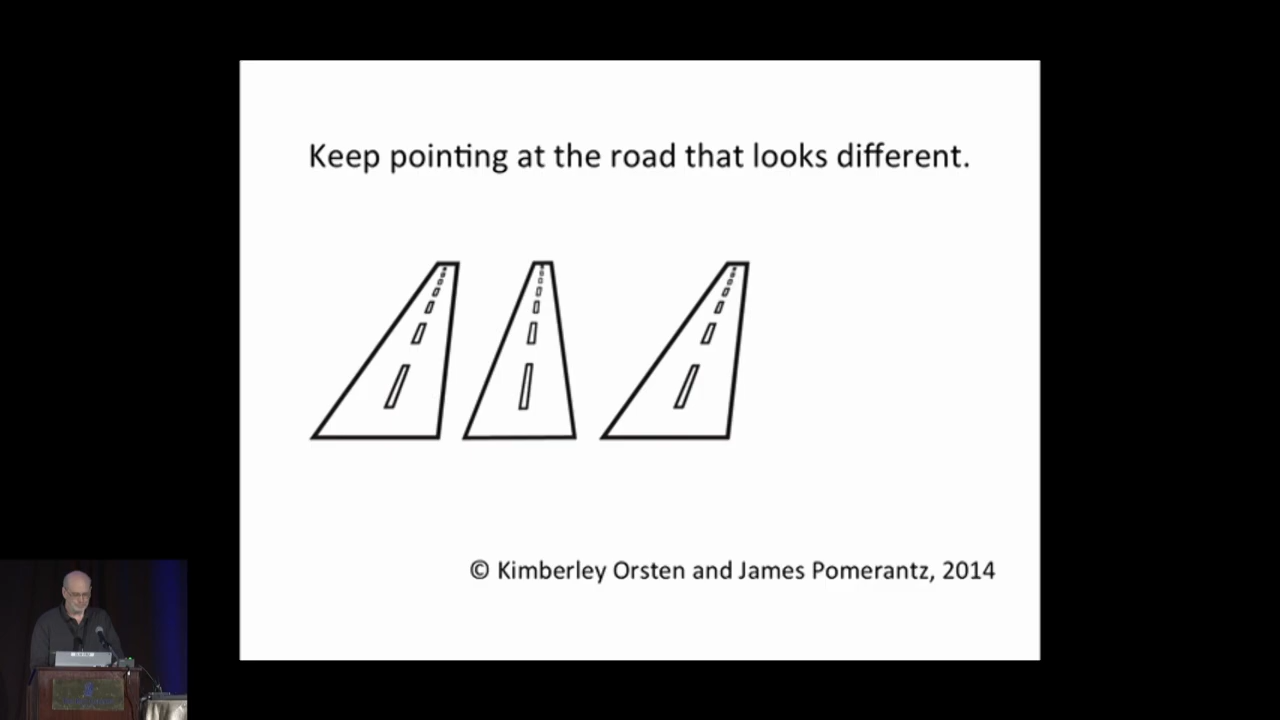 Keep pointing at the road that looks different.
© Kimberley Orsten and James Pomerantz, 2014